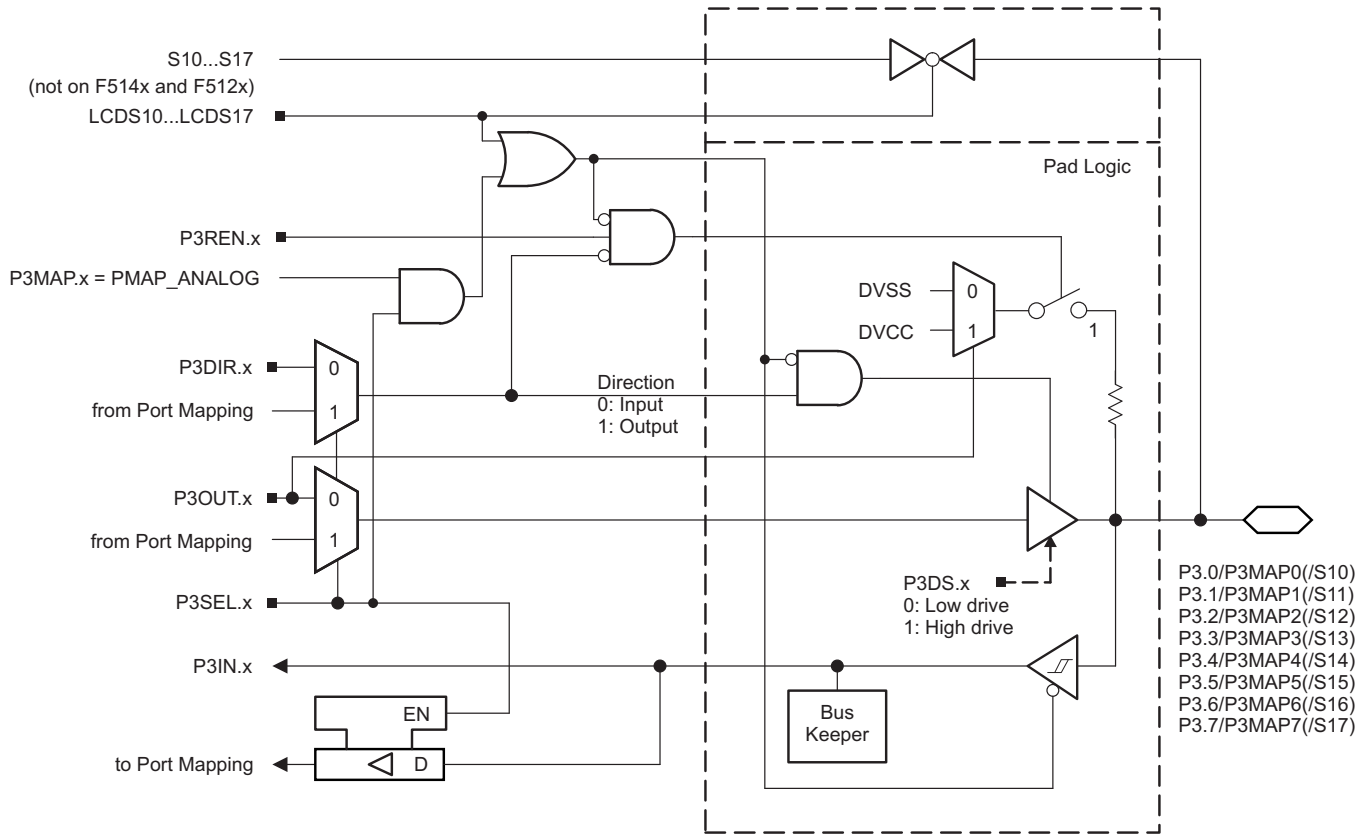 S10...S17
(not on F514x and F512x)
LCDS10...LCDS17
Pad Logic
P3REN.x
P3MAP.x = PMAP_ANALOG
DVSS
0
DVCC
1
1
P3DIR.x
0
from Port Mapping
1
Direction
0: Input
1: Output
P3OUT.x
0
from Port Mapping
1
P3DS.x
0: Low drive
1: High drive
P3SEL.x
P3.0/P3MAP0(/S10)
P3.1/P3MAP1(/S11)
P3.2/P3MAP2(/S12)
P3.3/P3MAP3(/S13)
P3.4/P3MAP4(/S14)
P3.5/P3MAP5(/S15)
P3.6/P3MAP6(/S16)
P3.7/P3MAP7(/S17)
P3IN.x
EN
Bus
Keeper
to Port Mapping
D